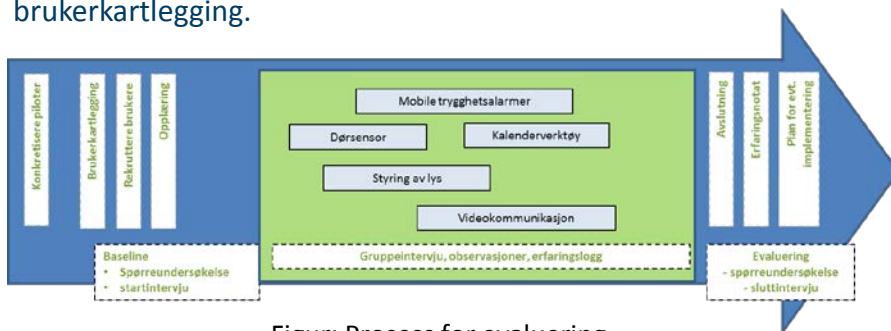 brukerkartlegging.
Konkretisere piloter
Brukerkartlegging
Rekruttere brukere
Opplæring
Mobile trygghetsalarmer
Dørsensor
Kalenderverktøy
Styring av lys
Videokommunikasjon
Avslutning
Erfaringsnotat
Plan for evt.
implementering
Baseline
• Spørreundersøkelse
• startintervju
Gruppeintervju, observasjoner, erfaringslogg
Evaluering
- spørreundersøkelse
- sluttintervju
Figur: Prosess for evaluering